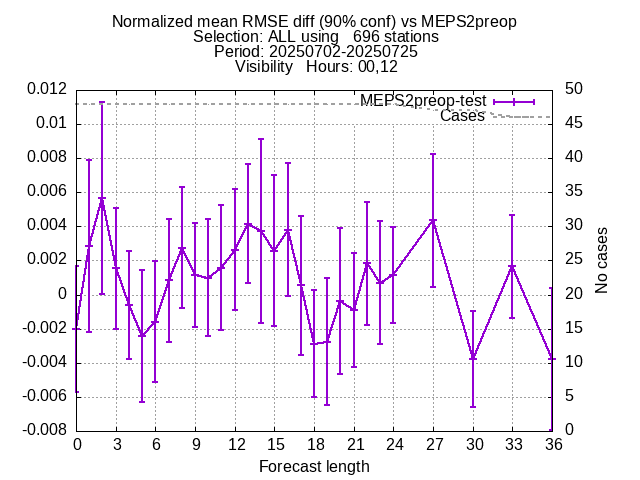 Normalized mean RMSE diff (90% conf) vs MEPS2preop
Selection: ALL using   696 stations
Period: 20250702-20250725
Visibility   Hours: 00,12
MEPS2preop-test
Cases
0.012
0.01
0.008
0.006
0.004
0.002
0
-0.002
-0.004
-0.006
-0.008
50
45
40
35
30
25
20
15
10
5
0
No cases
0 3 6 9 12 15 18 21 24 27 30 33 36
Forecast length